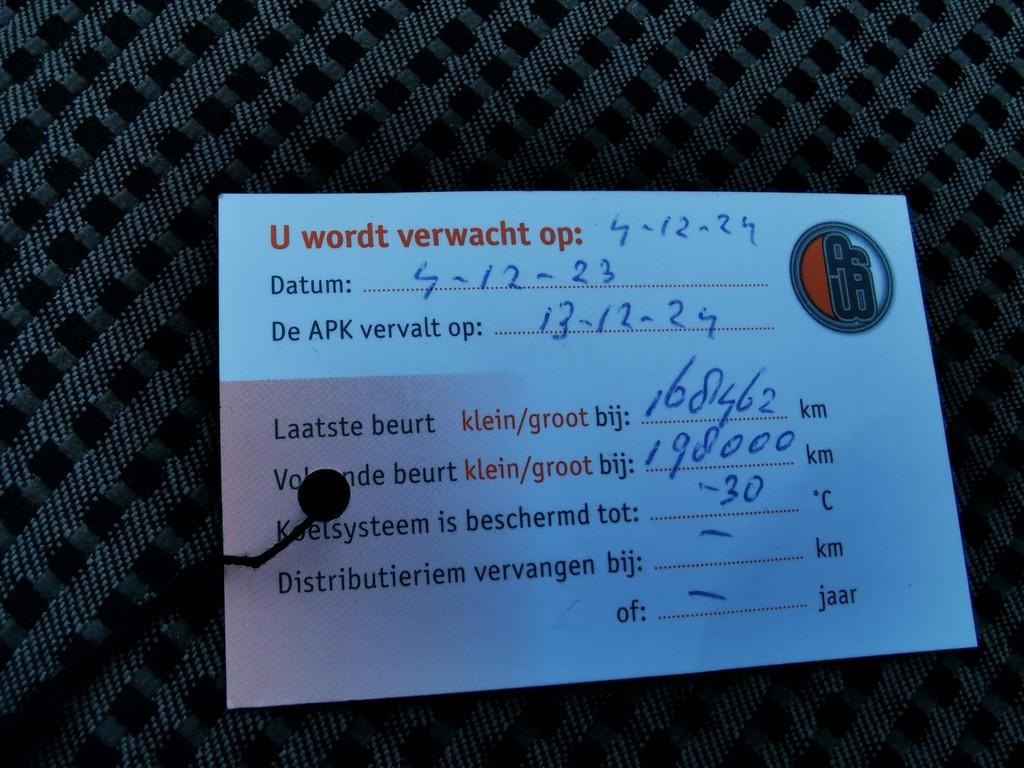 U wordt verwacht op: 4-12-24
Datum: 4-12-23
De APK vervalt op: 13-12-24
Laatste beurt klein/groot bij: 168462 km
beurt klein/groot bij: 198000 km
Koelsysteem is beschermd tot: -30 °C
Distributieriem vervangen bij: - km
of: - jaar